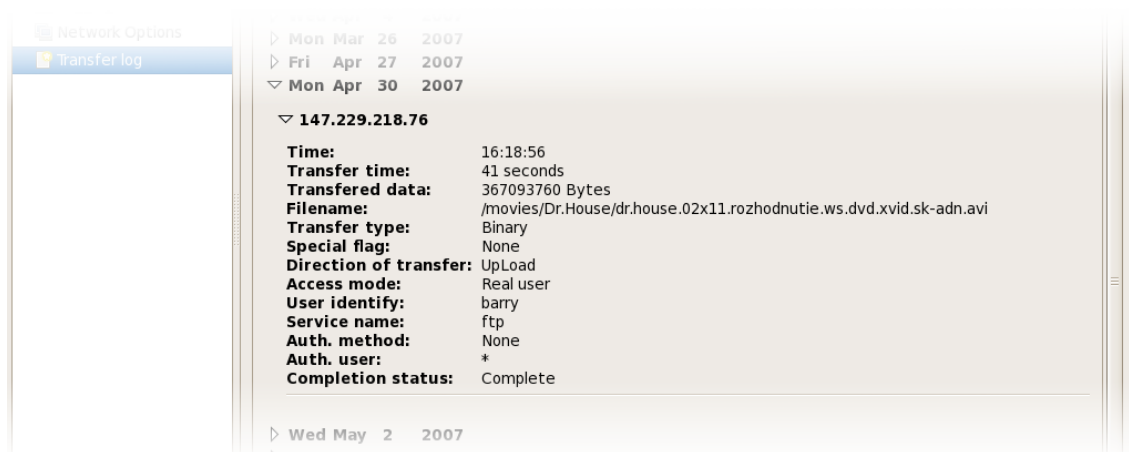 Network Options
Transfer log
Mon Mar 26 2007
Fri Apr 27 2007
Mon Apr 30 2007
147.229.218.76
Time: 16:18:56
Transfer time: 41 seconds
Transfered data: 367093760 Bytes
Filename: /movies/Dr.House/dr.house.02x11.rozhodnutie.ws.dvd.xvid.sk-adn.avi
Transfer type: Binary
Special flag: None
Direction of transfer: UpLoad
Access mode: Real user
User identify: barry
Service name: ftp
Auth. method: None
Auth. user: *
Completion status: Complete
Wed May 2 2007